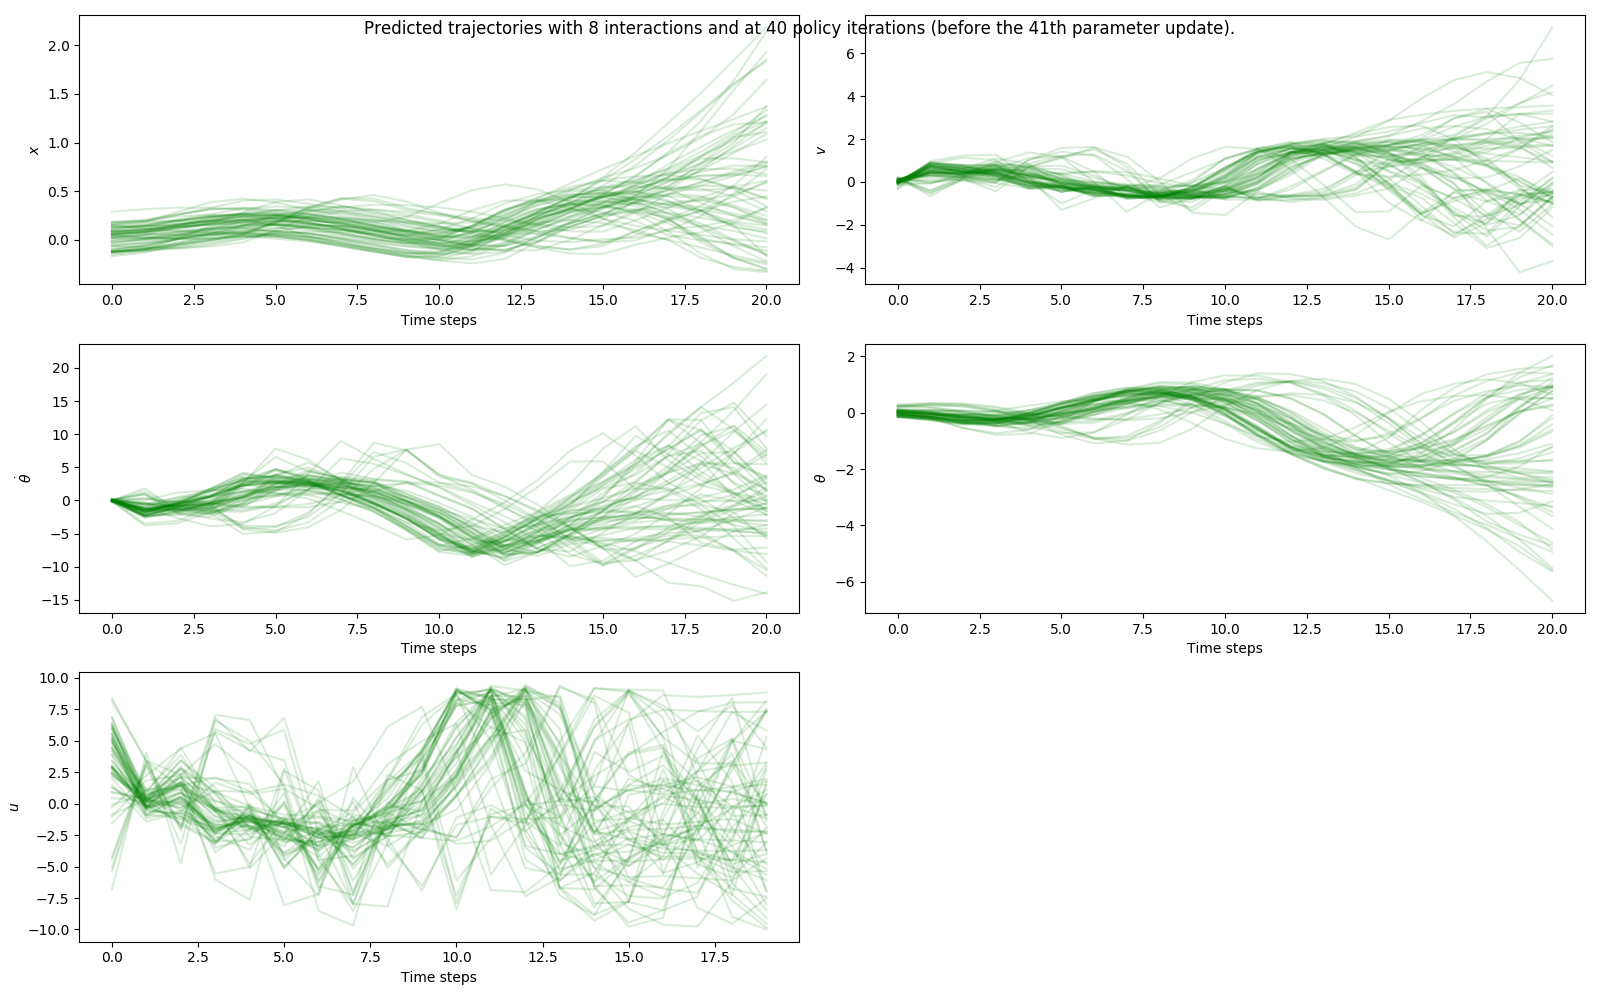 Predicted trajectories with 8 interactions and at 40 policy iterations (before the 41th parameter update).
2.0
1.5
1.0
0.5
0.0
x
0.0 2.5 5.0 7.5 10.0 12.5 15.0 17.5 20.0
Time steps
6
4
2
0
−2
−4
v
0.0 2.5 5.0 7.5 10.0 12.5 15.0 17.5 20.0
Time steps
20
15
10
5
0
−5
−10
−15
θ̇
0.0 2.5 5.0 7.5 10.0 12.5 15.0 17.5 20.0
Time steps
2
0
−2
−4
−6
θ
0.0 2.5 5.0 7.5 10.0 12.5 15.0 17.5 20.0
Time steps
10.0
7.5
5.0
2.5
0.0
−2.5
−5.0
−7.5
−10.0
u
0.0 2.5 5.0 7.5 10.0 12.5 15.0 17.5
Time steps